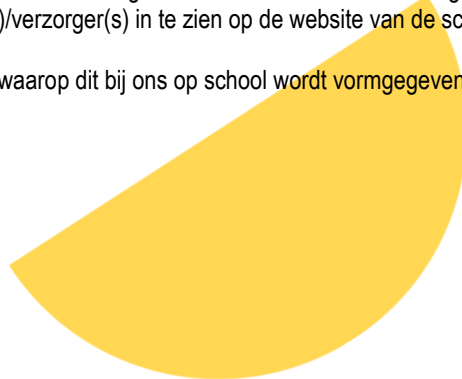 )/verzorger(s) in te zien op de website van de sc
waarop dit bij ons op school wordt vormgegeven